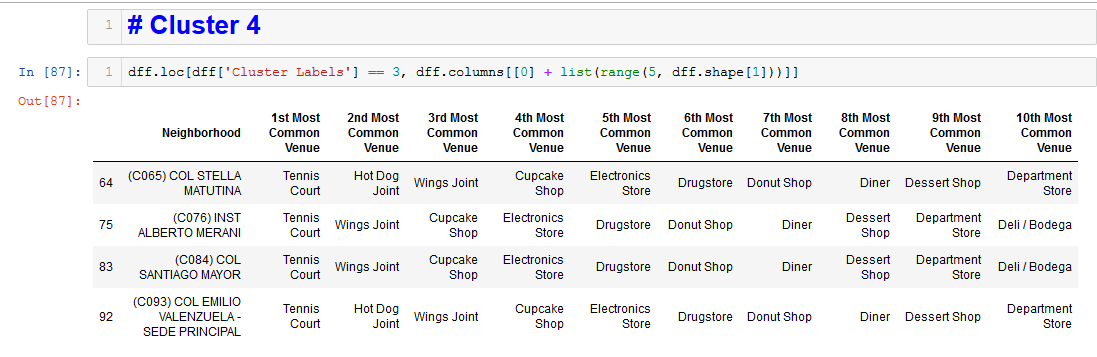 1 # Cluster 4
In [87]: 1 dff.loc[dff['Cluster Labels'] == 3, dff.columns[[0] + list(range(5, dff.shape[1]))]]
Out[87]:
Neighborhood 1st Most Common Venue 2nd Most Common Venue 3rd Most Common Venue 4th Most Common Venue 5th Most Common Venue 6th Most Common Venue 7th Most Common Venue 8th Most Common Venue 9th Most Common Venue 10th Most Common Venue
64 (C065) COL STELLA MATUTINA Tennis Court Hot Dog Joint Wings Joint Cupcake Shop Electronics Store Drugstore Donut Shop Diner Dessert Shop Department Store
75 (C076) INST ALBERTO MERANI Tennis Court Wings Joint Cupcake Shop Electronics Store Drugstore Donut Shop Diner Dessert Shop Department Store Deli / Bodega
83 (C084) COL SANTIAGO MAYOR Tennis Court Wings Joint Cupcake Shop Electronics Store Drugstore Donut Shop Diner Dessert Shop Department Store Deli / Bodega
92 (C093) COL EMILIO VALENZUELA - SEDE PRINCIPAL Tennis Court Hot Dog Joint Wings Joint Cupcake Shop Electronics Store Drugstore Donut Shop Diner Dessert Shop Department Store